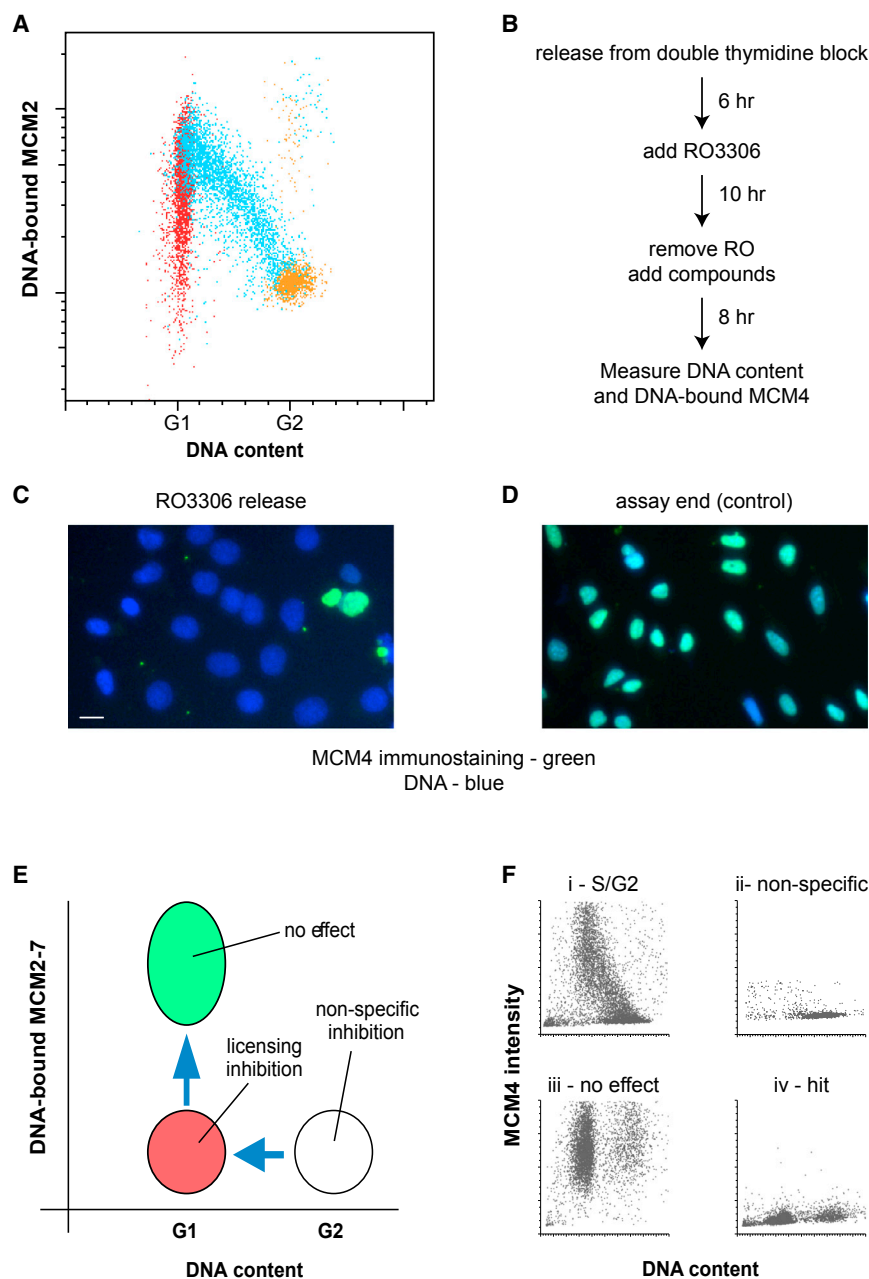 A
DNA-bound MCM2
G1
G2
DNA content
B
release from double thymidine block
6 hr
add RO3306
10 hr
remove RO
add compounds
8 hr
Measure DNA content
and DNA-bound MCM4
C
RO3306 release
D
assay end (control)
MCM4 immunostaining - green
DNA - blue
E
DNA-bound MCM2-7
no effect
non-specific
inhibition
licensing
inhibition
G1
G2
DNA content
F
MCM4 intensity
i - S/G2
ii- non-specific
iii - no effect
iv - hit
DNA content